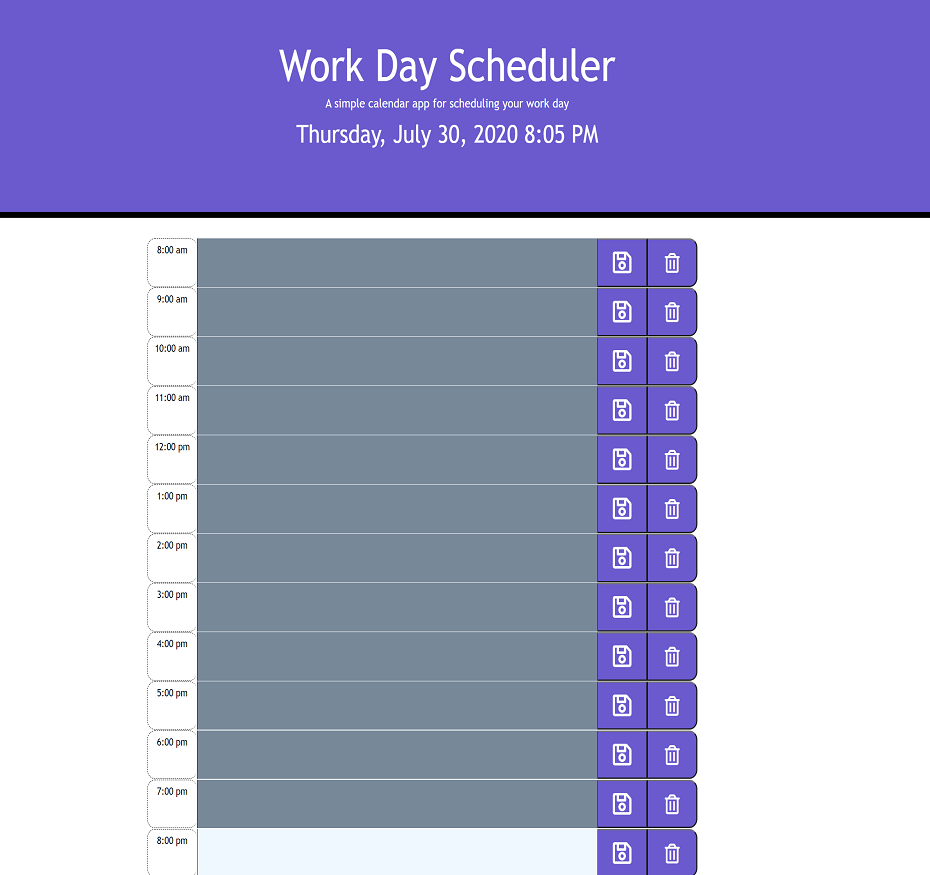 Work Day Scheduler
A simple calendar app for scheduling your work day
Thursday, July 30, 2020 8:05 PM
8:00 am
9:00 am
10:00 am
11:00 am
12:00 pm
1:00 pm
2:00 pm
3:00 pm
4:00 pm
5:00 pm
6:00 pm
7:00 pm
8:00 pm